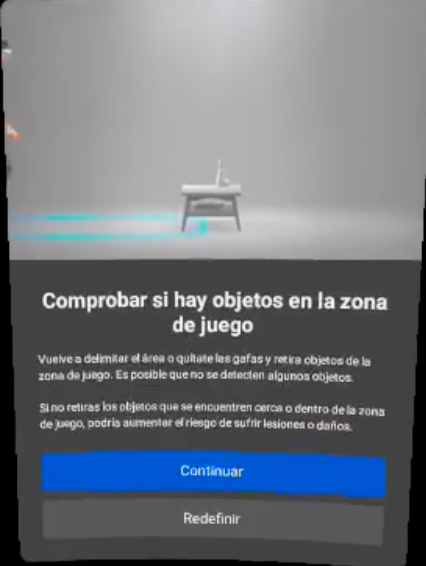 Comprobar si hay objetos en la zona
de juego
Vuelve a delimitar el área o quítate las gafas y retira objetos de la
zona de juego. Es posible que no se detecten algunos objetos.
Si no retiras los objetos que se encuentren cerca o dentro de la zona
de juego, podría aumentar el riesgo de sufrir lesiones o daños.
Continuar
Redefinir